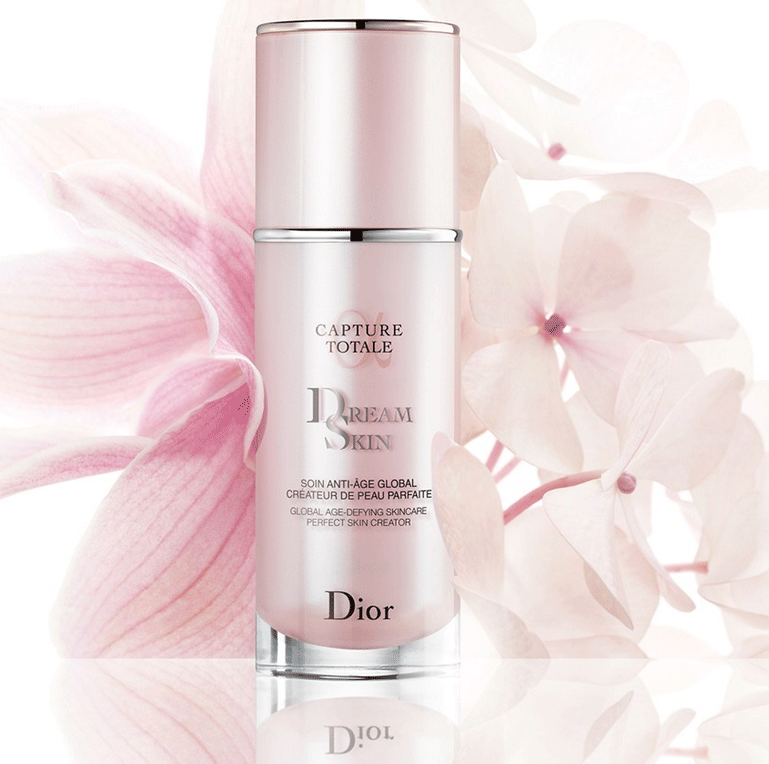 CAPTURE
TOTALE
DREAM
SKIN
SOIN ANTI-ÂGE GLOBAL
CRÉATEUR DE PEAU PARFAITE
GLOBAL AGE-DEFYING SKINCARE
PERFECT SKIN CREATOR
Dior
Dior